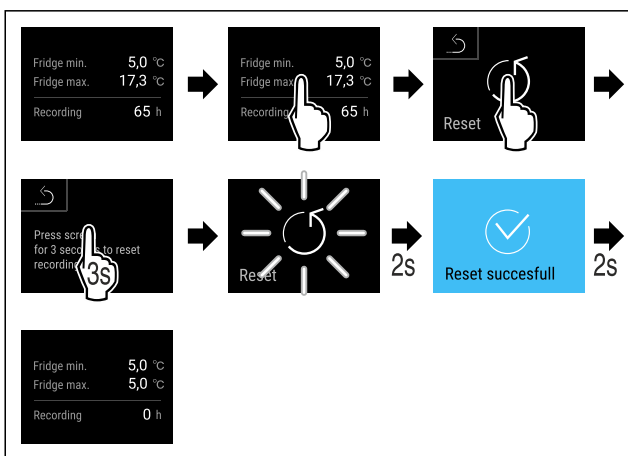 Fridge min. 5,0 °C
Fridge max. 17,3 °C
Recording 65 h
Fridge min. 5,0 °C
Fridge max 17,3 °C
Recording 65 h
Reset
Press
for 3 to reset
3s
Reset
2s
Reset succesfull
2s
Fridge min. 5,0 °C
Fridge max. 5,0 °C
Recording 0 h